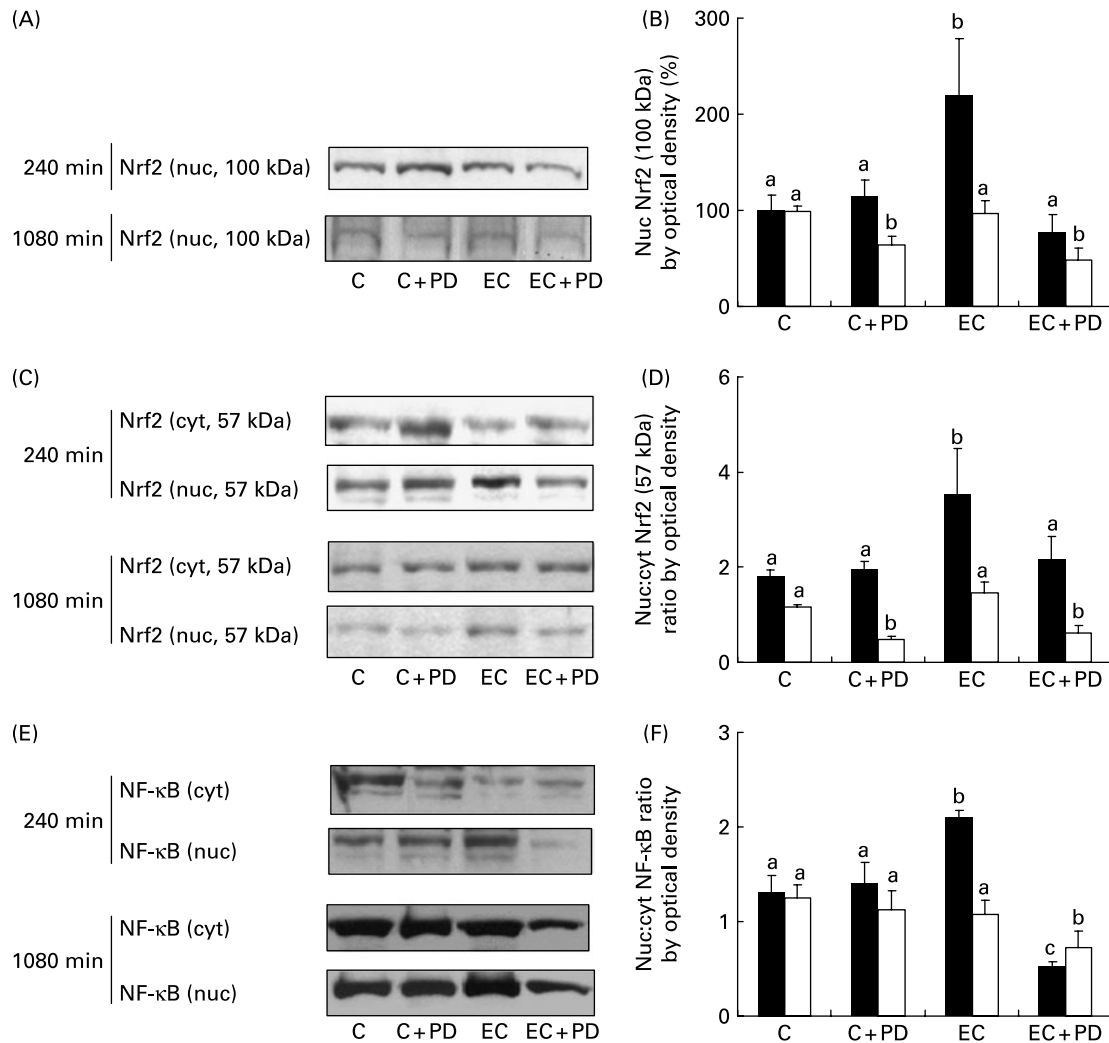 (A)
240 min
Nrf2 (nuc, 100 kDa)
1080 min
Nrf2 (nuc, 100 kDa)
C C+PD EC EC+PD
(B)
Nuc Nrf2 (100 kDa)
by optical density (%)
300
200
100
0
a a a b b a a b
C C+PD EC EC+PD
(C)
240 min
Nrf2 (cyt, 57 kDa)
Nrf2 (nuc, 57 kDa)
1080 min
Nrf2 (cyt, 57 kDa)
Nrf2 (nuc, 57 kDa)
C C+PD EC EC+PD
(D)
Nuc:cyt Nrf2 (57 kDa)
ratio by optical density
6
4
2
0
a a a b b a a b
C C+PD EC EC+PD
(E)
240 min
NF-κB (cyt)
NF-κB (nuc)
1080 min
NF-κB (cyt)
NF-κB (nuc)
C C+PD EC EC+PD
(F)
Nuc:cyt NF-κB ratio
by optical density
3
2
1
0
a a a a b a c b
C C+PD EC EC+PD